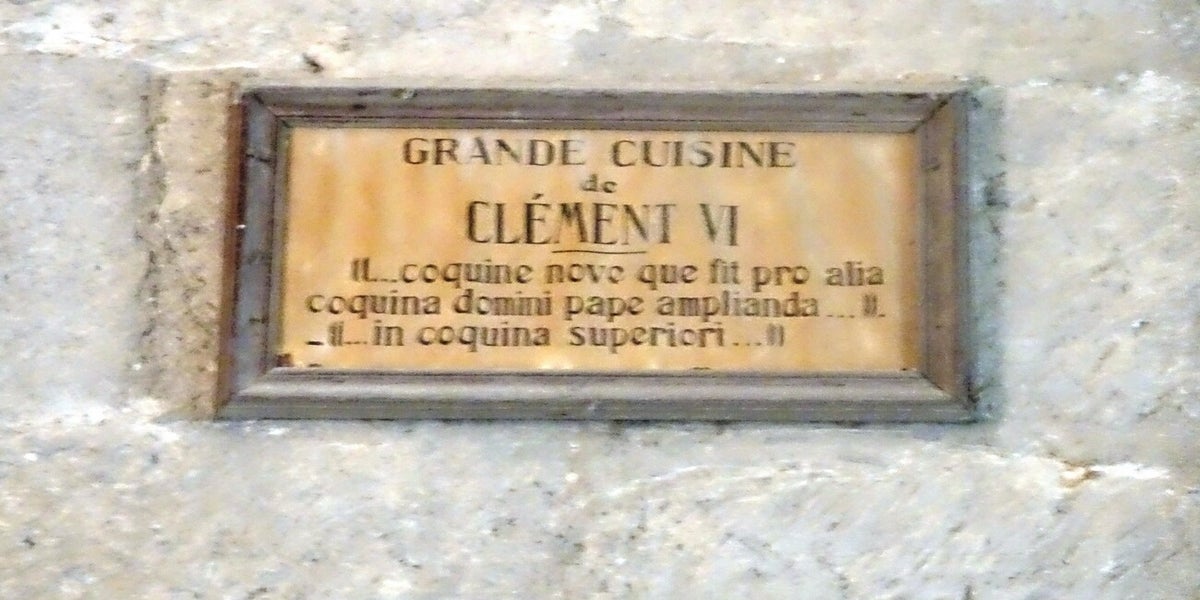 GRANDE CUISINE
de
CLÉMENT VI
"...coquine nove que fit pro alia
coquina domini pape amplianda...".
_"...in coquina superiori..."